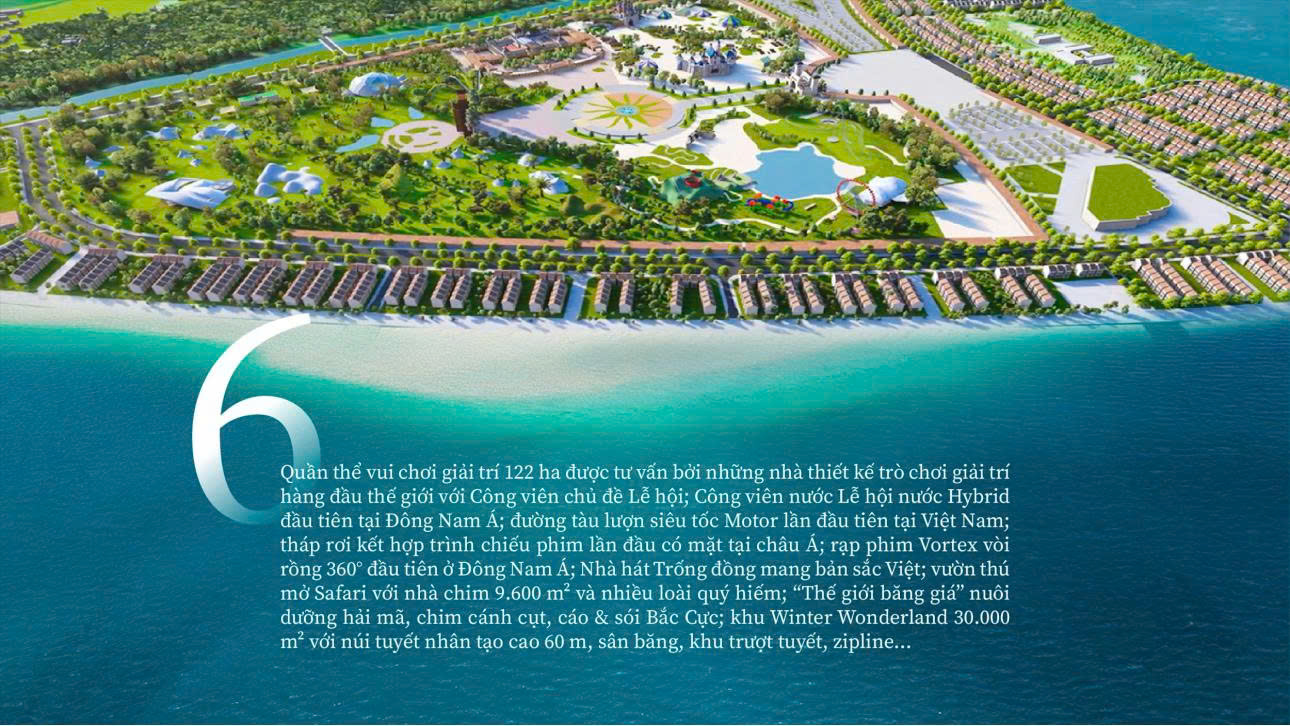 6
Quần thể vui chơi giải trí 122 ha được tư vấn bởi những nhà thiết kế trò chơi giải trí
hàng đầu thế giới với Công viên chủ đề Lễ hội; Công viên nước Lễ hội nước Hybrid
đầu tiên tại Đông Nam Á; đường tàu lượn siêu tốc Motor lần đầu tiên tại Việt Nam;
tháp rơi kết hợp trình chiếu phim lần đầu có mặt tại châu Á; rạp phim Vortex vòi
rồng 360° đầu tiên ở Đông Nam Á; Nhà hát Trống đồng mang bản sắc Việt; vườn thú
mở Safari với nhà chim 9.600 m² và nhiều loài quý hiếm; “Thế giới băng giá” nuôi
dưỡng hải mã, chim cánh cụt, cáo & sói Bắc Cực; khu Winter Wonderland 30.000
m² với núi tuyết nhân tạo cao 60 m, sân băng, khu trượt tuyết, zipline...